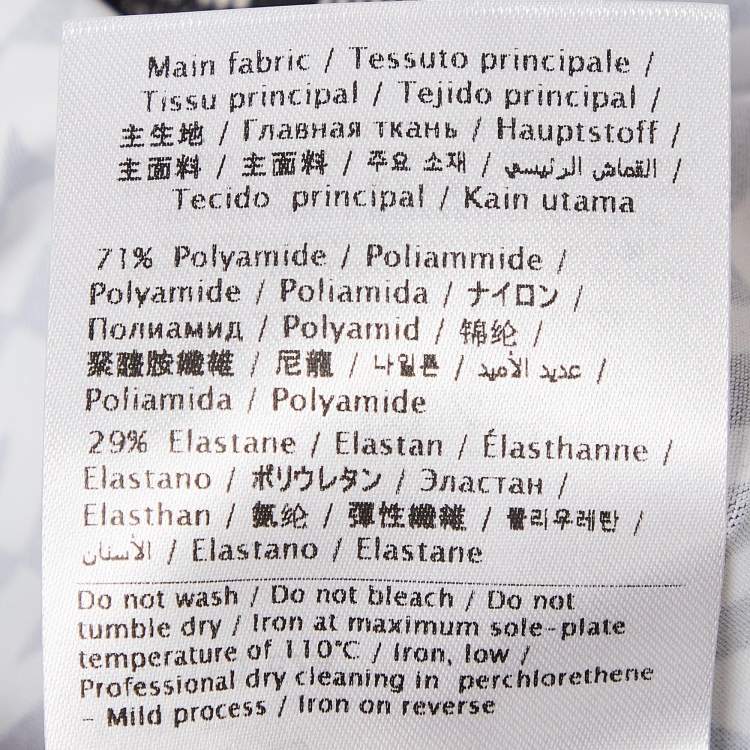 Main fabric / Tessuto principale /
Tissu principal / Tejido principal /
主生地 / Главная ткань / Hauptstoff /
主面料 / 主面料 / 주요 소재 / القماش الرئيسي /
Tecido principal / Kain utama
71% Polyamide / Poliammide /
Polyamide / Poliamida / ナイロン /
Полиамид / Polyamid / 锦纶 /
聚醯胺纖維 / 尼龍 / 나일론 / عديد الأميد /
Poliamida / Polyamide
29% Elastane / Elastan / Élasthanne /
Elastano / ポリウレタン / Эластан /
Elasthan / 氨纶 / 彈性纖維 / 폴리우레탄 /
الأستان / Elastano / Elastane
Do not wash / Do not bleach / Do not
tumble dry / Iron at maximum sole-plate
temperature of 110°C / Iron, low /
Professional dry cleaning in perchlorethene
- Mild process / Iron on reverse